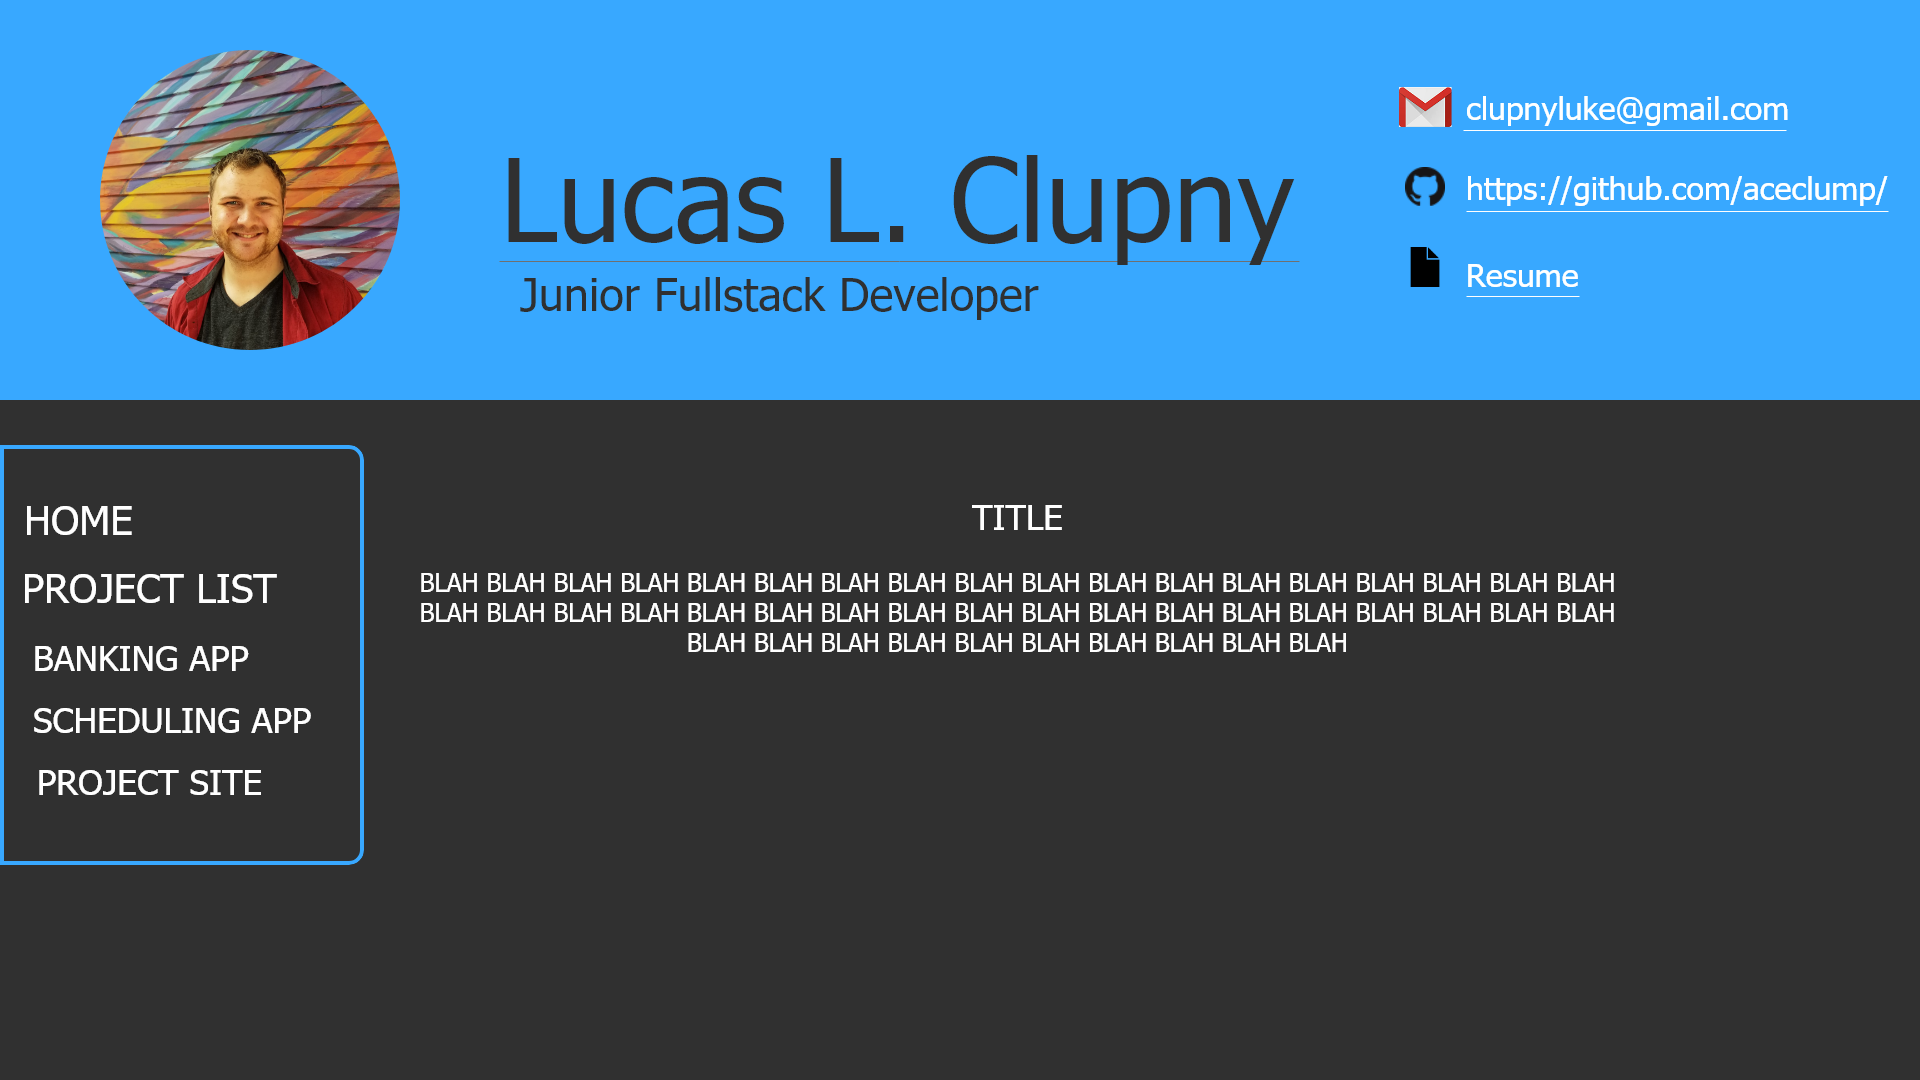 Lucas L. Clupny
Junior Fullstack Developer
clupnyluke@gmail.com
https://github.com/aceclump/
Resume
HOME
PROJECT LIST
BANKING APP
SCHEDULING APP
PROJECT SITE
TITLE
BLAH BLAH BLAH BLAH BLAH BLAH BLAH BLAH BLAH BLAH BLAH BLAH BLAH BLAH BLAH BLAH BLAH BLAH
BLAH BLAH BLAH BLAH BLAH BLAH BLAH BLAH BLAH BLAH BLAH BLAH BLAH BLAH BLAH BLAH BLAH BLAH
BLAH BLAH BLAH BLAH BLAH BLAH BLAH BLAH BLAH BLAH